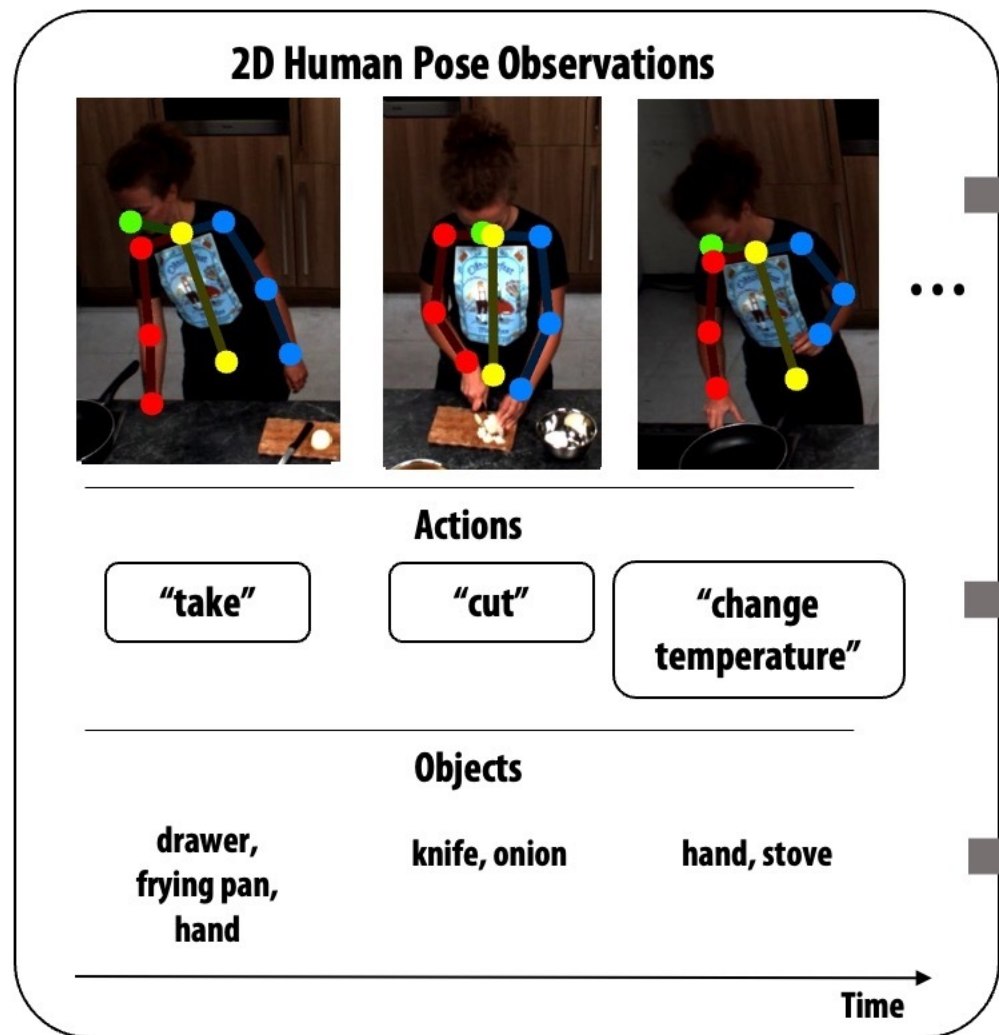 2D Human Pose Observations
...
Actions
“take”
“cut”
“change
temperature”
Objects
drawer,
frying pan,
hand
knife, onion
hand, stove
Time